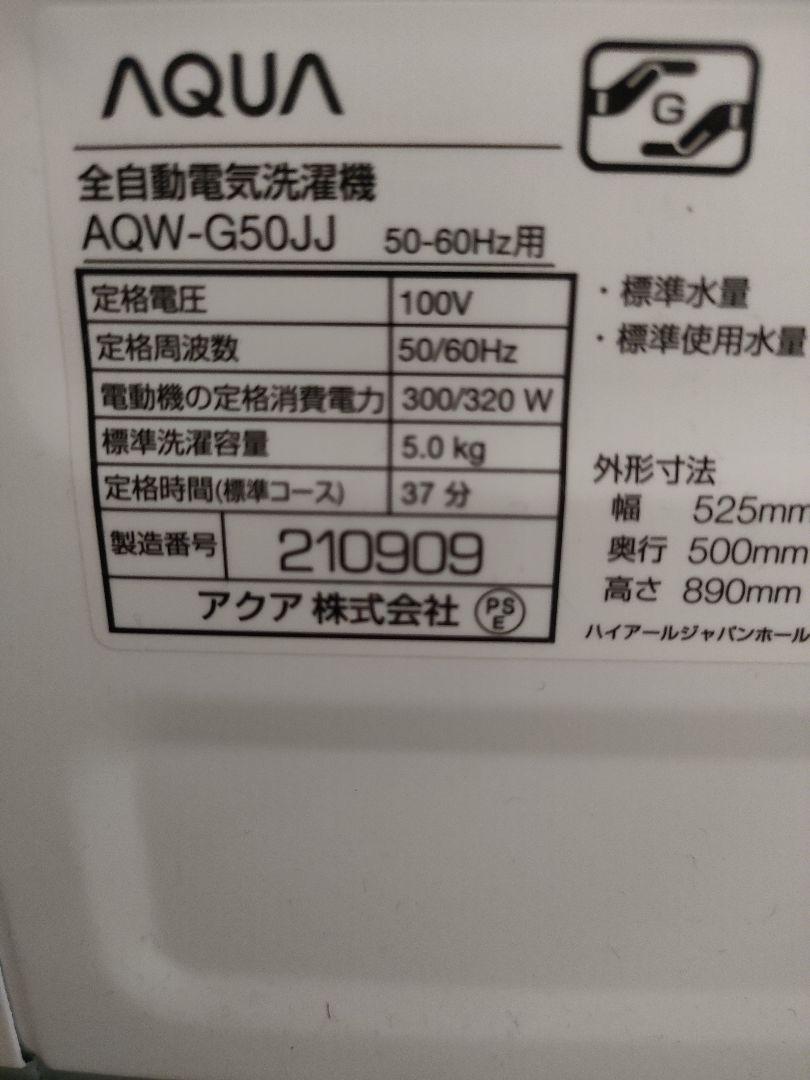 AQUA
G
全自動電気洗濯機
AQW-G50JJ 50-60Hz用
定格電圧 100V
定格周波数 50/60Hz
電動機の定格消費電力 300/320 W
標準洗濯容量 5.0 kg
定格時間(標準コース) 37 分
製造番号 210909
アクア 株式会社 PSE
・標準水量
・標準使用水量
外形寸法
幅 525mm
奥行 500mm
高さ 890mm
ハイアールジャパンホール